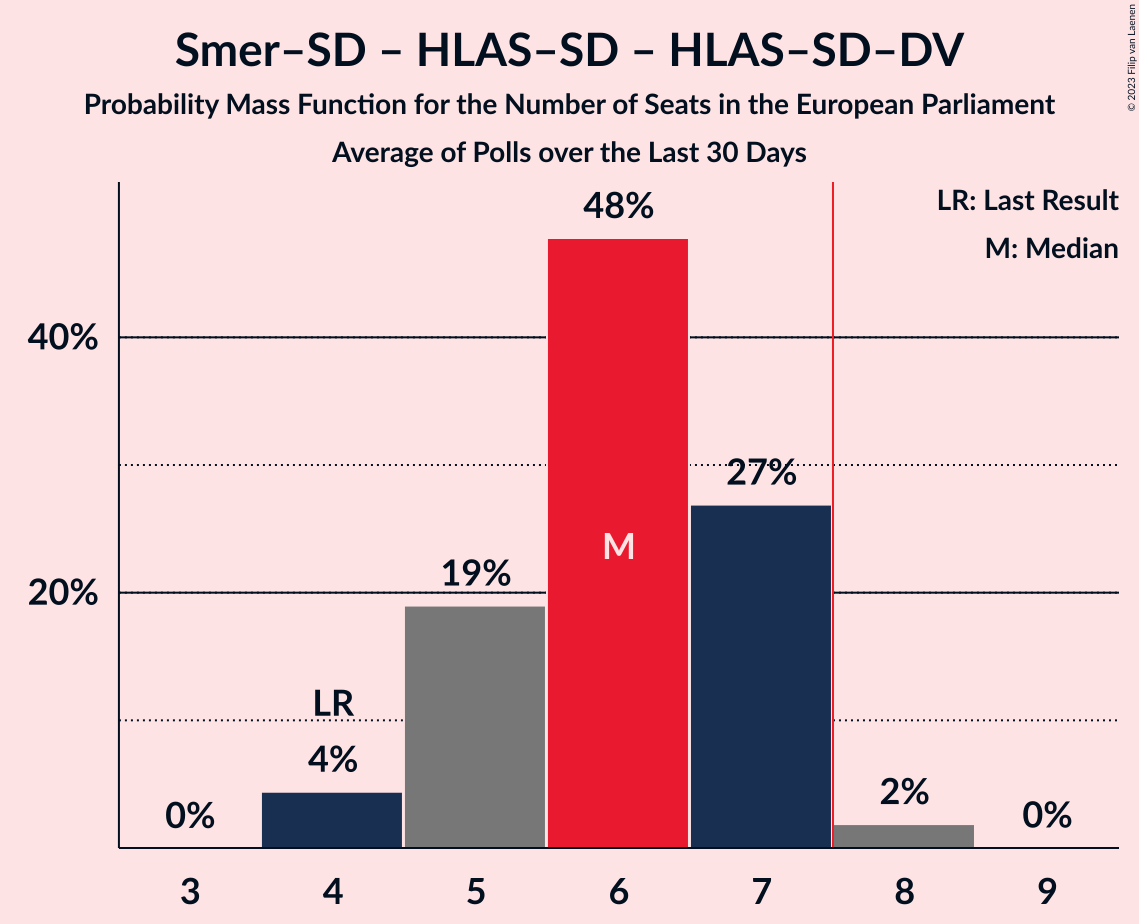 Smer–SD – HLAS–SD – HLAS–SD–DV
Probability Mass Function for the Number of Seats in the European Parliament
Average of Polls over the Last 30 Days
© 2023 Filip van Laenen
LR: Last Result
M: Median
48%
40%
27%
M
19%
20%
LR
4%
2%
0%
0%
3 4 5 6 7 8 9